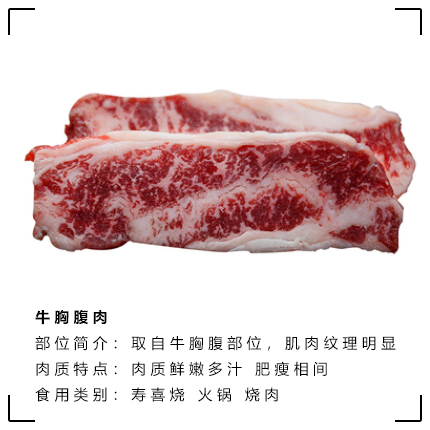 牛胸腹肉
部位简介：取自牛胸腹部位，肌肉纹理明显
肉质特点：肉质鲜嫩多汁 肥瘦相间
食用类别：寿喜烧 火锅 烧肉